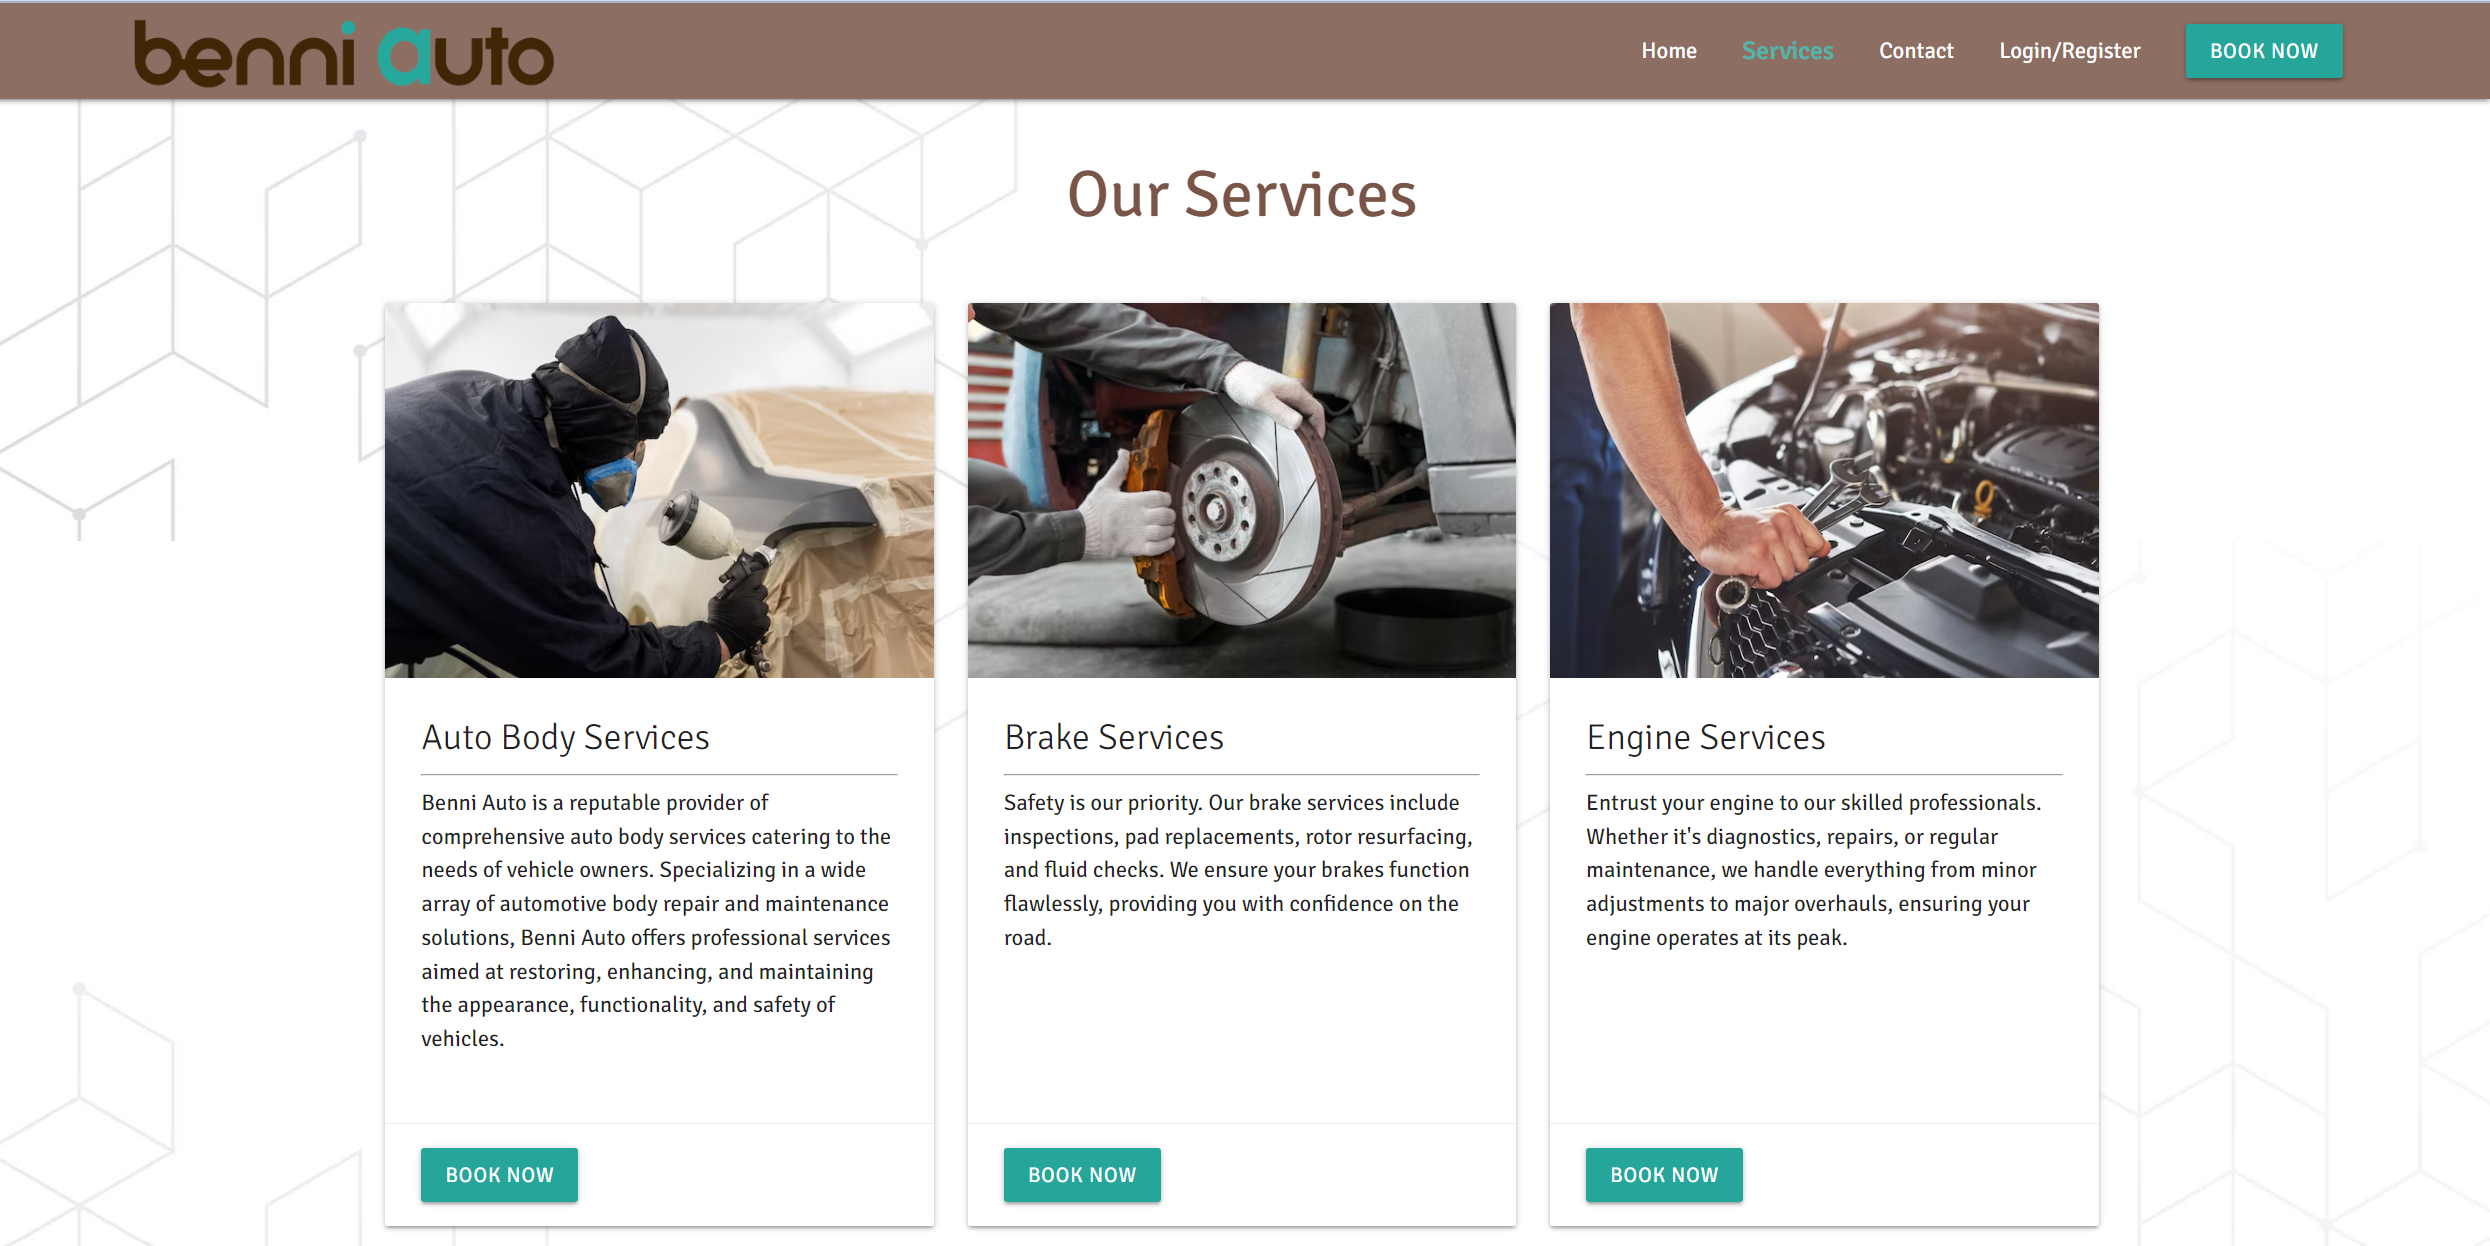 benni auto
Home Services Contact Login/Register BOOK NOW
Our Services
Auto Body Services
Benni Auto is a reputable provider of
comprehensive auto body services catering to the
needs of vehicle owners. Specializing in a wide
array of automotive body repair and maintenance
solutions, Benni Auto offers professional services
aimed at restoring, enhancing, and maintaining
the appearance, functionality, and safety of
vehicles.
BOOK NOW
Brake Services
Safety is our priority. Our brake services include
inspections, pad replacements, rotor resurfacing,
and fluid checks. We ensure your brakes function
flawlessly, providing you with confidence on the
road.
BOOK NOW
Engine Services
Entrust your engine to our skilled professionals.
Whether it's diagnostics, repairs, or regular
maintenance, we handle everything from minor
adjustments to major overhauls, ensuring your
engine operates at its peak.
BOOK NOW